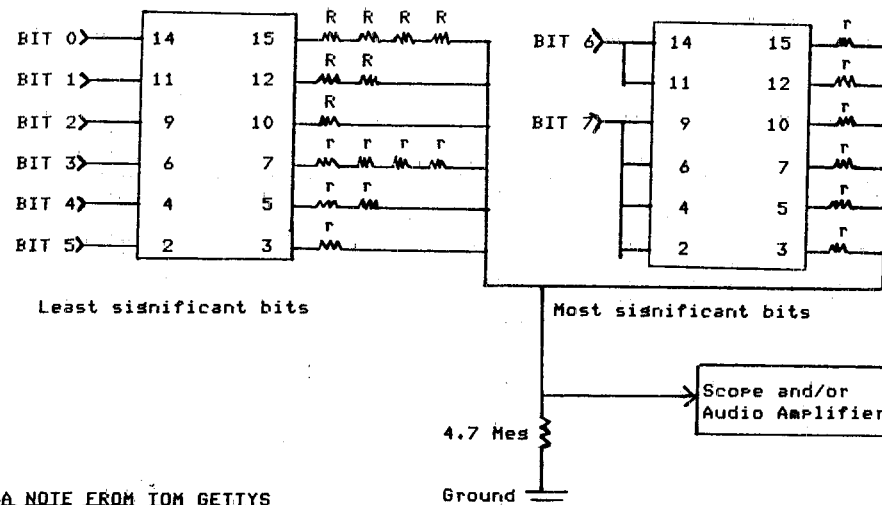 R R R R r
BIT 0 14 15 BIT 6 14 15
R R r
BIT 1 11 12 11 12
R r
BIT 2 9 10 BIT 7 9 10
r r r r r
BIT 3 6 7 6 7
r r r
BIT 4 4 5 4 5
r r
BIT 5 2 3 2 3
Least significant bits Most significant bits
Scope and/or
Audio Amplifier
4.7 Meg
Ground
A NOTE FROM TOM GETTYS